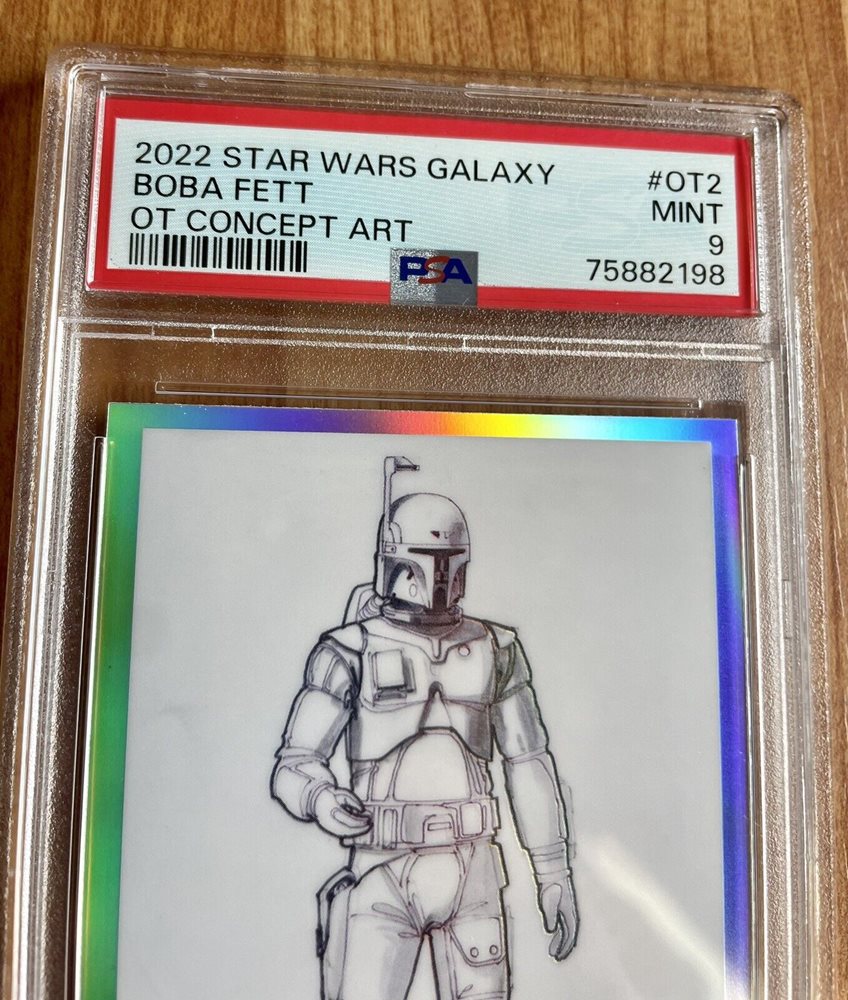 2022 STAR WARS GALAXY #OT2
BOBA FETT MINT
OT CONCEPT ART 9
PSA 75882198